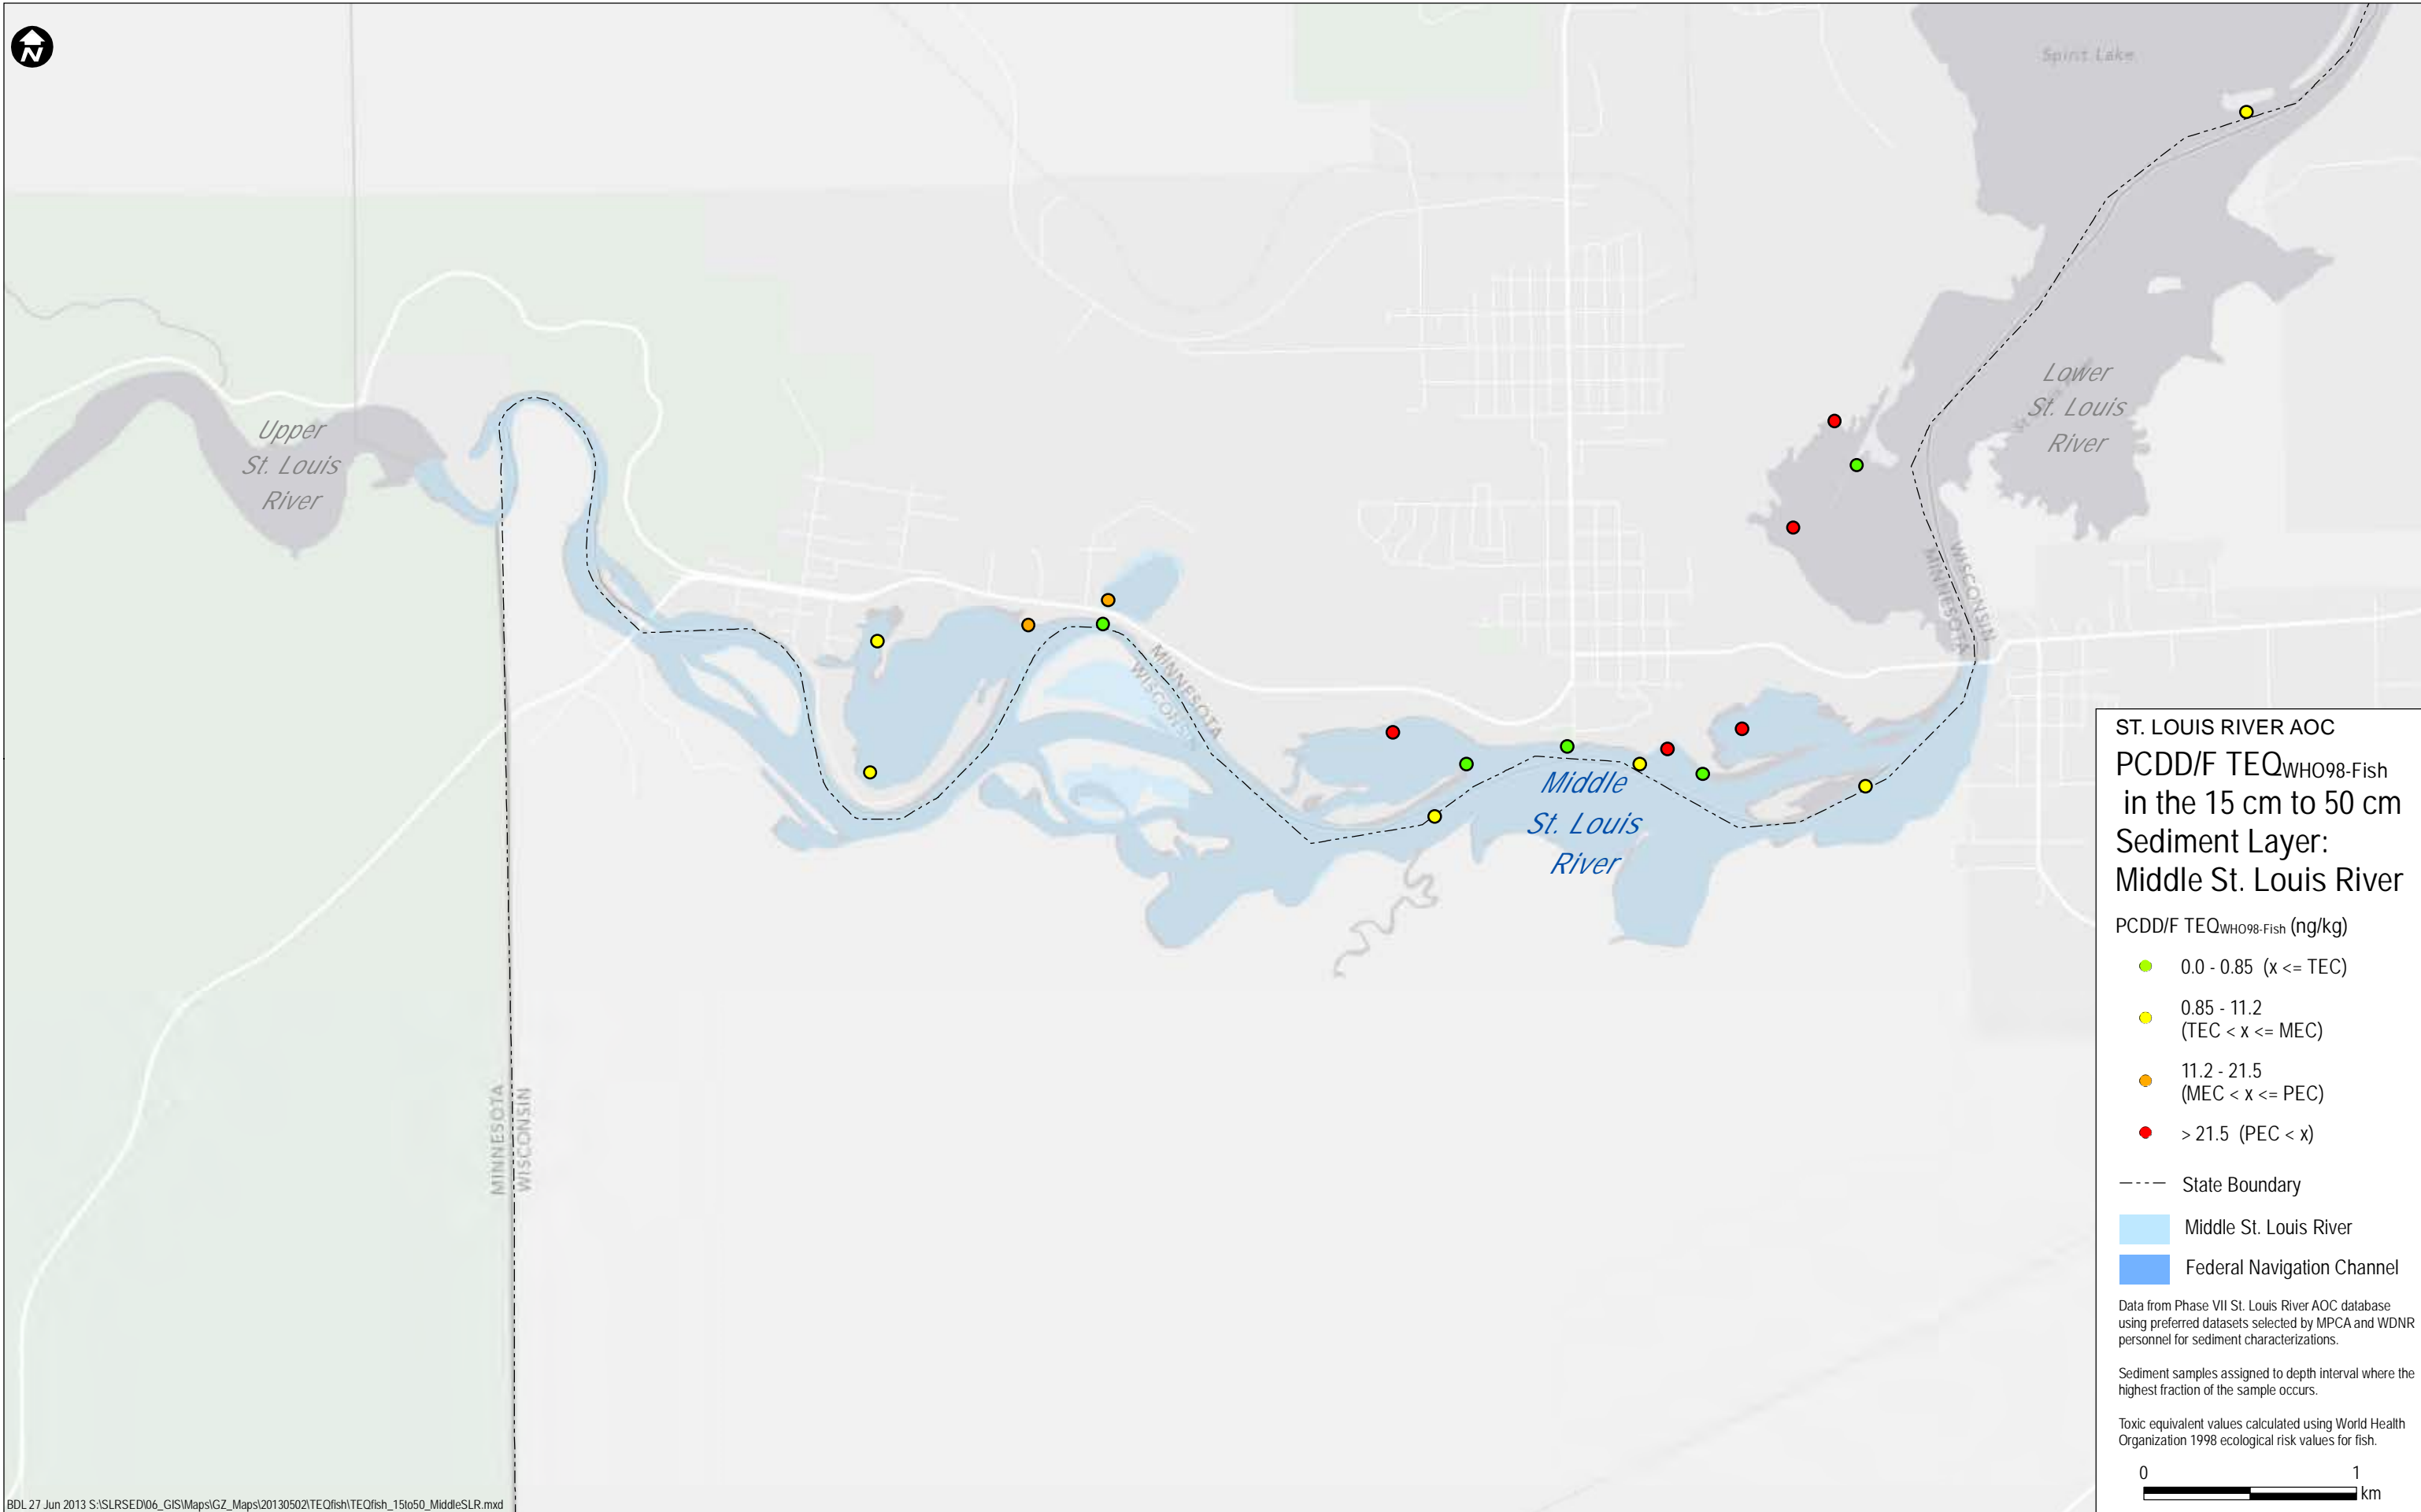 N
Spirit Lake
Upper
St. Louis
River
Lower
St. Louis
River
WISCONSIN
MINNESOTA
MINNESOTA
WISCONSIN
Middle
St. Louis
River
MINNESOTA
WISCONSIN
ST. LOUIS RIVER AOC
PCDD/F TEQWHO98-Fish
in the 15 cm to 50 cm
Sediment Layer:
Middle St. Louis River
PCDD/F TEQWHO98-Fish (ng/kg)
0.0 - 0.85 (x <= TEC)
0.85 - 11.2
(TEC < x <= MEC)
11.2 - 21.5
(MEC < x <= PEC)
> 21.5 (PEC < x)
State Boundary
Middle St. Louis River
Federal Navigation Channel
Data from Phase VII St. Louis River AOC database
using preferred datasets selected by MPCA and WDNR
personnel for sediment characterizations.
Sediment samples assigned to depth interval where the
highest fraction of the sample occurs.
Toxic equivalent values calculated using World Health
Organization 1998 ecological risk values for fish.
0 1
km
BDL 27 Jun 2013 S:\SLRSED\06_GIS\Maps\GZ_Maps\20130502\TEQfish\TEQfish_15to50_MiddleSLR.mxd